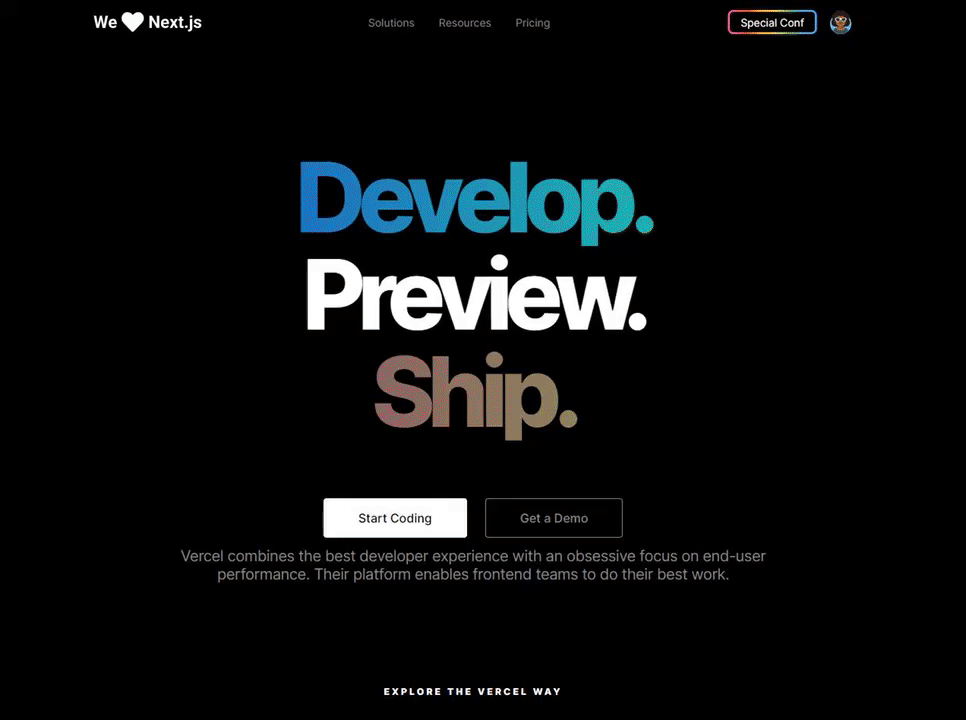 We Next.js
Solutions
Resources
Pricing
Special Conf
Develop.
Preview.
Ship.
Start Coding
Get a Demo
Vercel combines the best developer experience with an obsessive focus on end-user
performance. Their platform enables frontend teams to do their best work.
EXPLORE THE VERCEL WAY